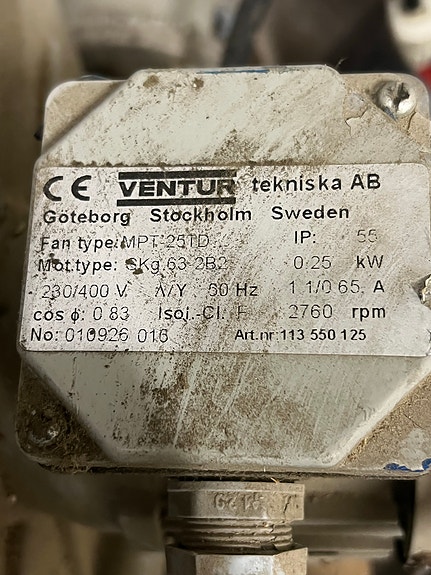 CE VENTUR tekniska AB
Göteborg Stockholm Sweden
Fan type: MPT 25TD IP: 55
Mot.type: SKg 63-2B2 0.25 kW
230/400 V Λ/Y 50 Hz 1.1/0.65 A
cos ϕ: 0.83 Isol.-Cl. F 2760 rpm
No: 010926 016 Art.nr: 113 550 125